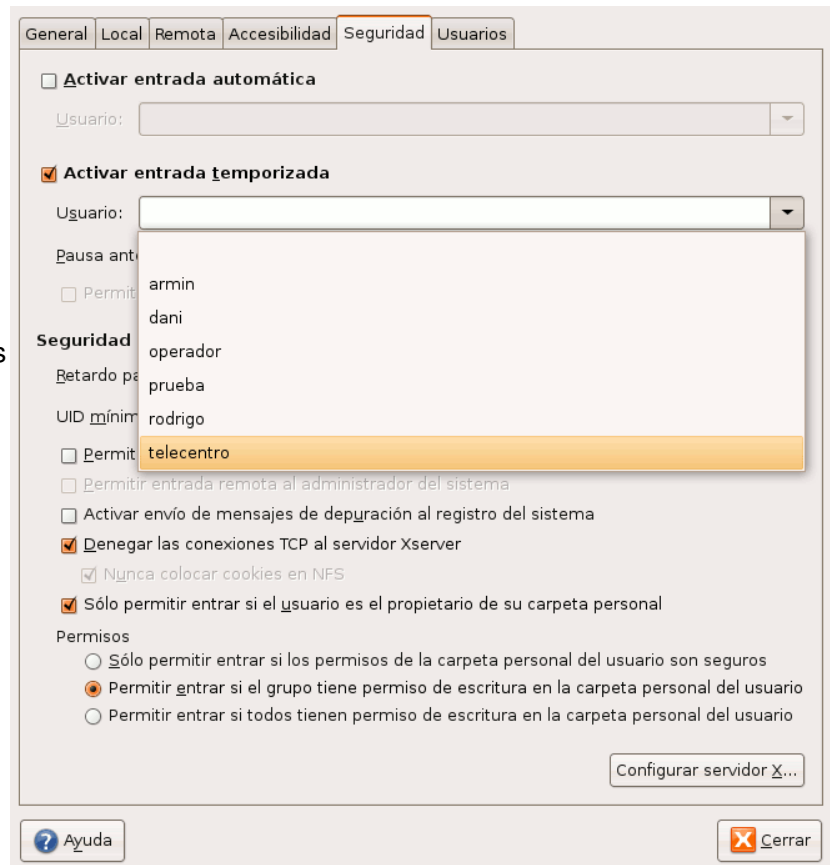 General Local Remota Accesibilidad Seguridad Usuarios
Activar entrada automática
Usuario:
Activar entrada temporizada
Usuario:
Pausa
armin
Permit
dani
s
Seguridad
operador
Retardo
prueba
UID
rodrigo
Permit telecentro
Permitir entrada remota al administrador del sistema
Activar envío de mensajes de depuración al registro del sistema
Denegar las conexiones TCP al servidor Xserver
Nunca colocar cookies en NFS
Sólo permitir entrar si el usuario es el propietario de su carpeta personal
Permisos
Sólo permitir entrar si los permisos de la carpeta personal del usuario son seguros
Permitir entrar si el grupo tiene permiso de escritura en la carpeta personal del usuario
Permitir entrar si todos tienen permiso de escritura en la carpeta personal del usuario
Configurar servidor X...
Ayuda Cerrar